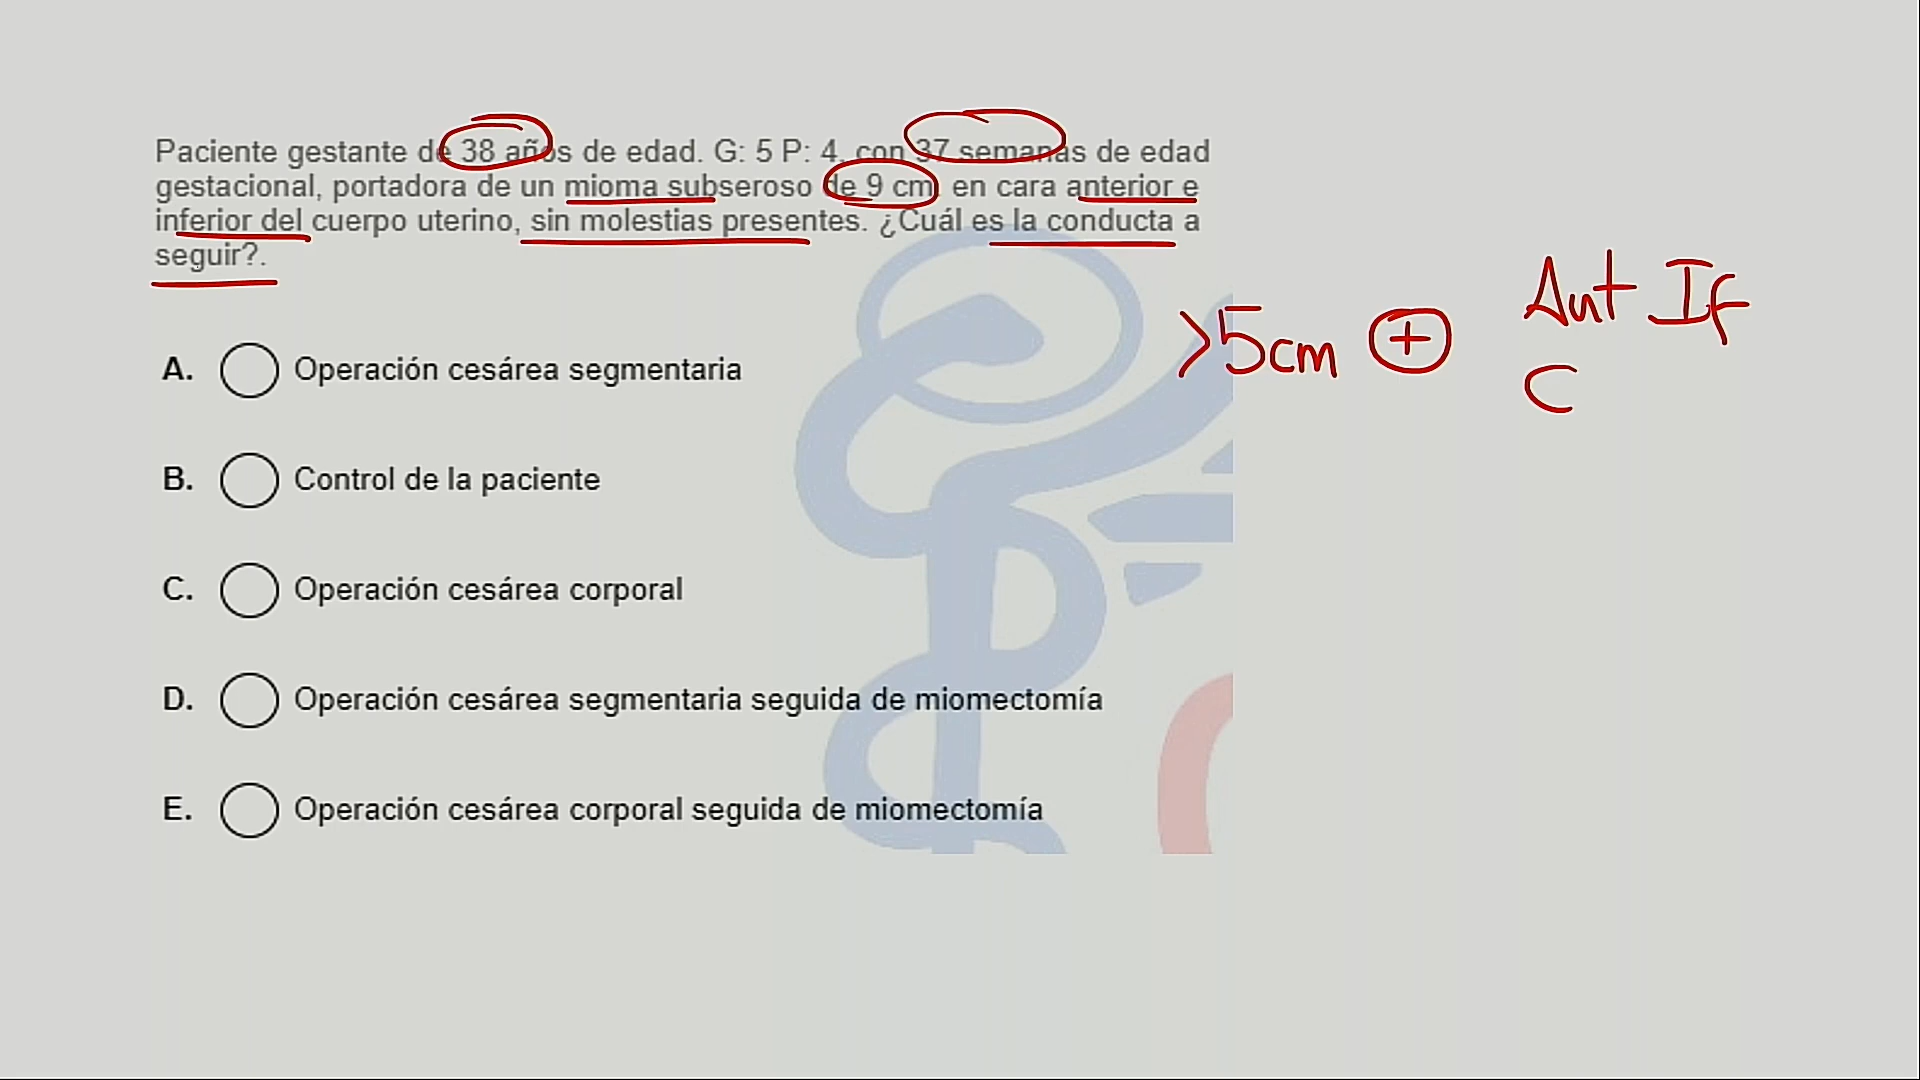 Paciente gestante de 38 años de edad. G: 5 P: 4, con 37 semanas de edad
gestacional, portadora de un mioma subseroso de 9 cm. en cara anterior e
inferior del cuerpo uterino, sin molestias presentes. ¿Cuál es la conducta a
seguir?.
>5cm + Ant If
C
A. Operación cesárea segmentaria
B. Control de la paciente
C. Operación cesárea corporal
D. Operación cesárea segmentaria seguida de miomectomía
E. Operación cesárea corporal seguida de miomectomía